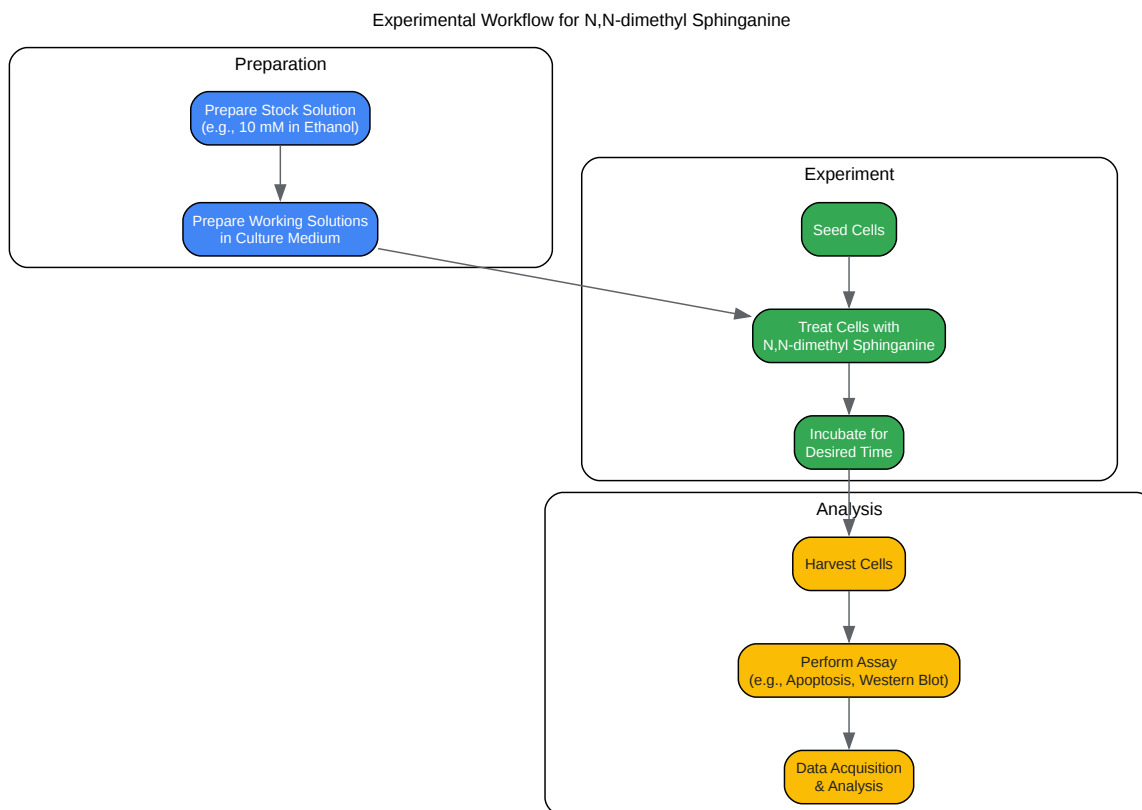 Experimental Workflow for N,N-dimethyl Sphinganine
Preparation
Prepare Stock Solution
(e.g., 10 mM in Ethanol)
Prepare Working Solutions
in Culture Medium
Experiment
Seed Cells
Treat Cells with
N,N-dimethyl Sphinganine
Incubate for
Desired Time
Analysis
Harvest Cells
Perform Assay
(e.g., Apoptosis, Western Blot)
Data Acquisition
& Analysis